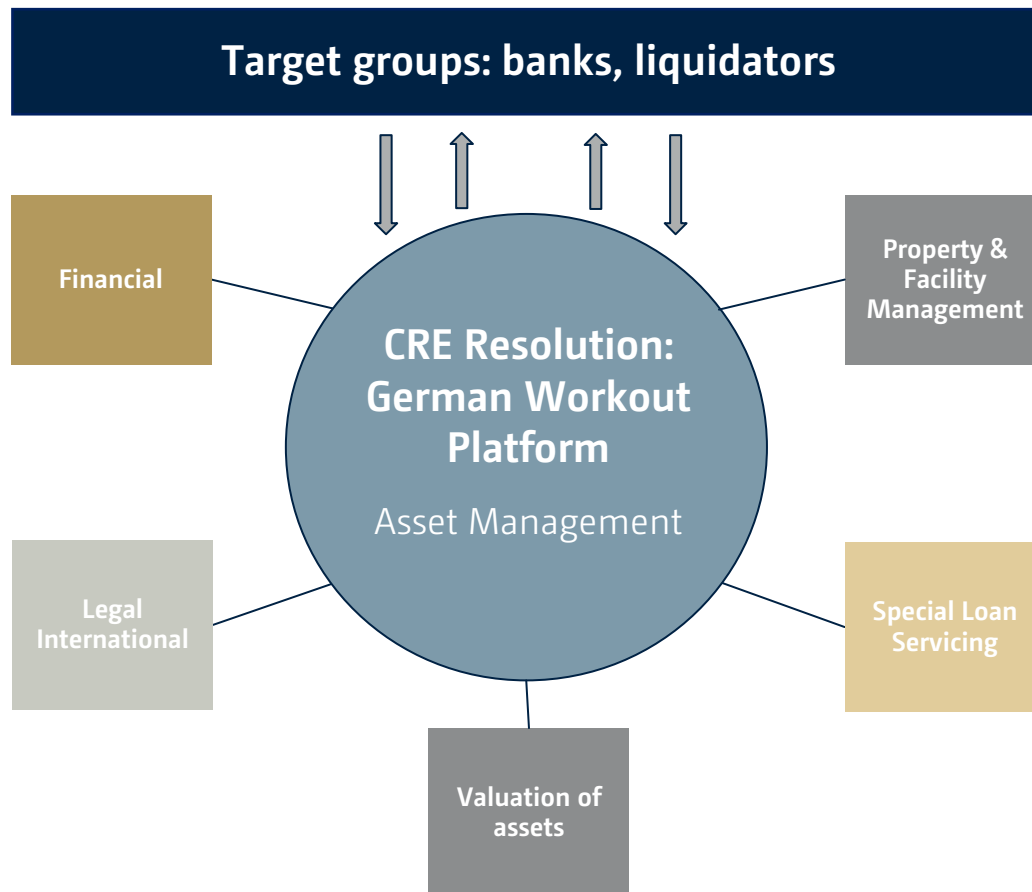 Target groups: banks, liquidators
Financial
Property &
Facility
Management
CRE Resolution:
German Workout
Platform
Asset Management
Legal
International
Special Loan
Servicing
Valuation of
assets